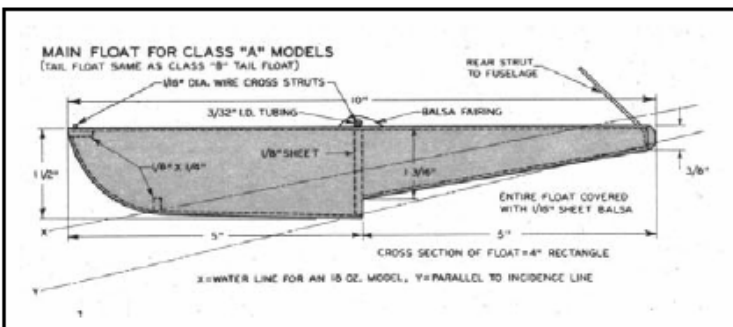 MAIN FLOAT FOR CLASS "A" MODELS
(TAIL FLOAT SAME AS CLASS "B" TAIL FLOAT)
1/16" DIA. WIRE CROSS STRUTS
REAR STRUT
TO FUSELAGE
10"
3/32" I.D. TUBING
BALSA FAIRING
1/8" SHEET
1 1/2"
1/8" X 1/4"
1 3/16"
3/8"
ENTIRE FLOAT COVERED
WITH 1/16" SHEET BALSA
X
5"
5"
CROSS SECTION OF FLOAT=4" RECTANGLE
X=WATER LINE FOR AN 18 OZ. MODEL, Y=PARALLEL TO INCIDENCE LINE
Y